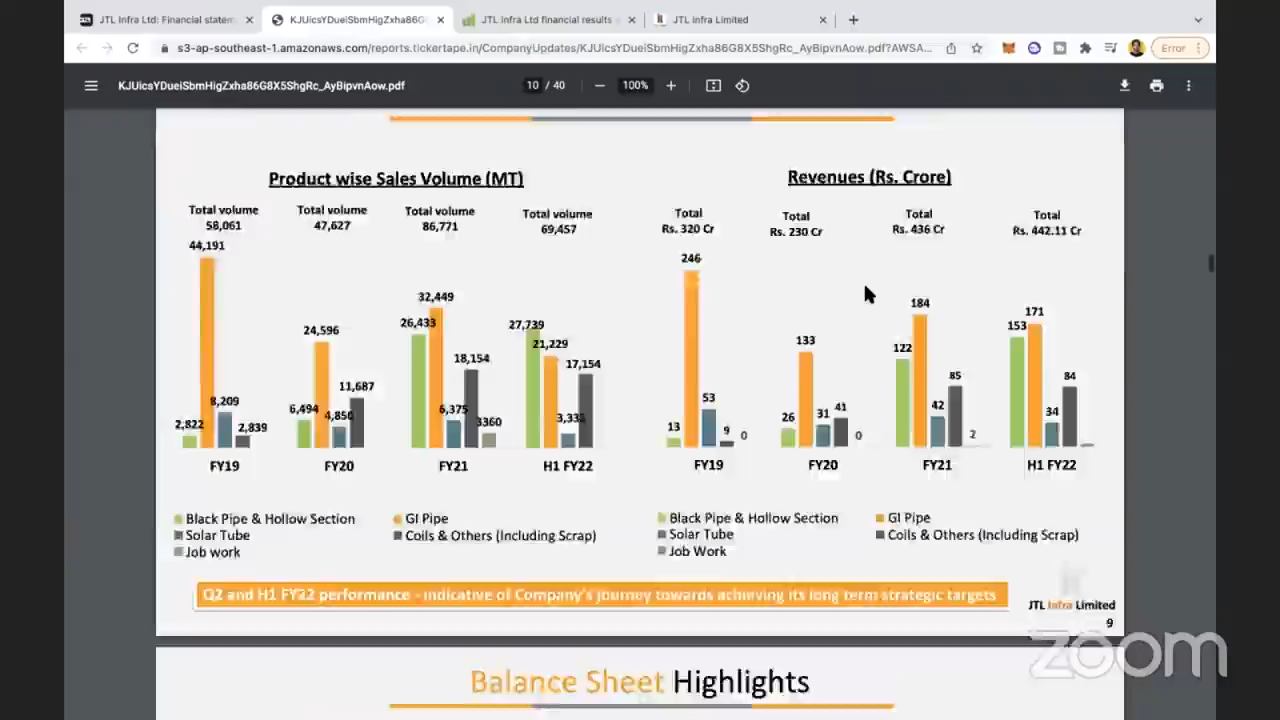 JTL Infra Ltd: Financial statem
KJUicsYDueiSbmHigZxha86G
JTL Infra Ltd financial results
JTL Infra Limited
s3-ap-southeast-1.amazonaws.com/reports.tickertape.in/CompanyUpdates/KJUicsYDueiSbmHigZxha86G8X5ShgRc_AyBipvnAow.pdf?AWSA...
Error
KJUicsYDueiSbmHigZxha86G8X5ShgRc_AyBipvnAow.pdf
10 / 40
100%
Product wise Sales Volume (MT)
Total volume 58,061
Total volume 47,627
Total volume 86,771
Total volume 69,457
44,191
2,822
8,209
2,839
24,596
6,494
4,850
11,687
32,449
26,433
6,375
18,154
3360
27,739
21,229
17,154
FY19
FY20
FY21
H1 FY22
Black Pipe & Hollow Section
GI Pipe
Solar Tube
Coils & Others (Including Scrap)
Job work
Revenues (Rs. Crore)
Total Rs. 320 Cr
Total Rs. 230 Cr
Total Rs. 436 Cr
Total Rs. 442.11 Cr
246
13
53
9
0
133
26
31
41
0
184
122
42
85
2
171
153
34
84
FY19
FY20
FY21
H1 FY22
Black Pipe & Hollow Section
GI Pipe
Solar Tube
Coils & Others (Including Scrap)
Job Work
Q2 and H1 FY22 performance - indicative of Company's journey towards achieving its long term strategic targets
JTL Infra Limited
9
zoom
Balance Sheet Highlights